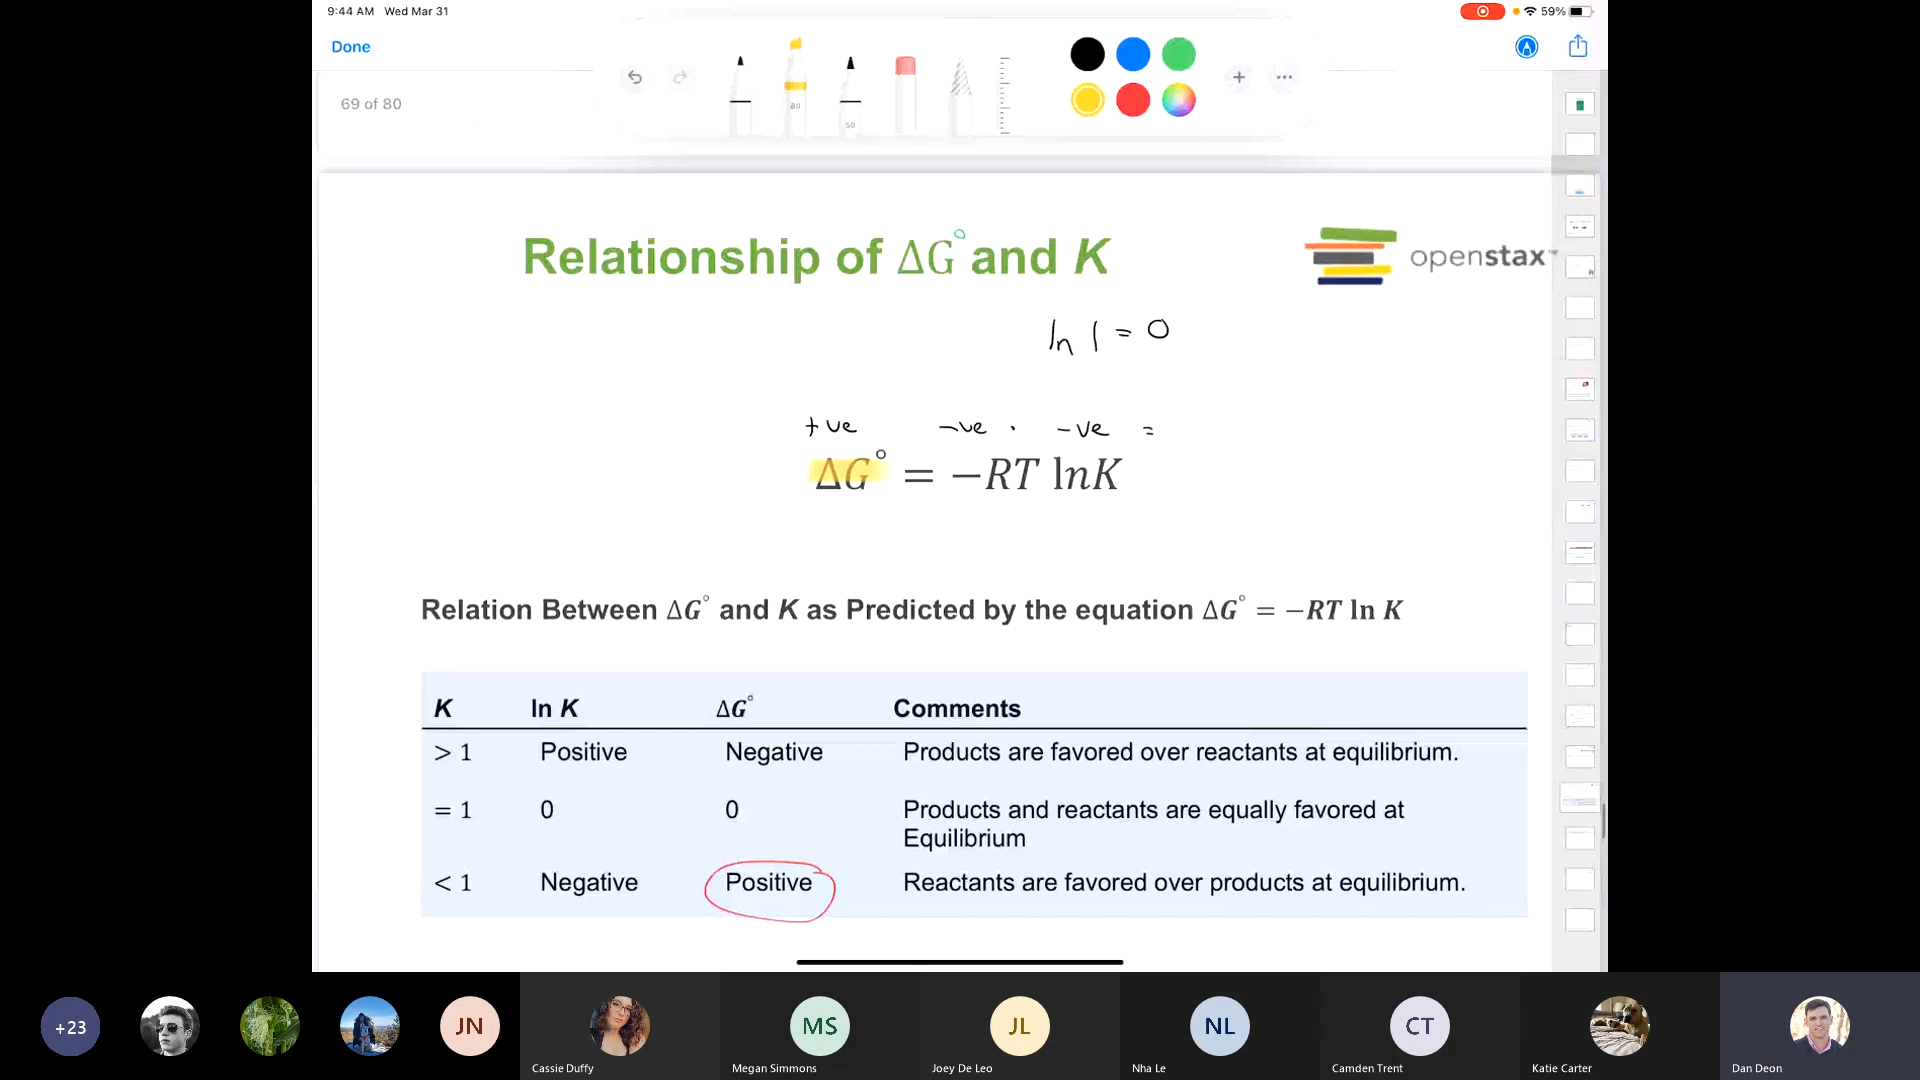 9:44 AM Wed Mar 31
59%
Done
80
50
69 of 80
Relationship of ΔG° and K
openstax™
ln 1 = 0
+ve -ve · -ve =
ΔG° = −RT lnK
Relation Between ΔG° and K as Predicted by the equation ΔG° = −RT ln K
K ln K ΔG° Comments
> 1 Positive Negative Products are favored over reactants at equilibrium.
= 1 0 0 Products and reactants are equally favored at
Equilibrium
< 1 Negative Positive Reactants are favored over products at equilibrium.
+23 JN MS JL NL CT
Cassie Duffy Megan Simmons Joey De Leo Nha Le Camden Trent Katie Carter Dan Deon